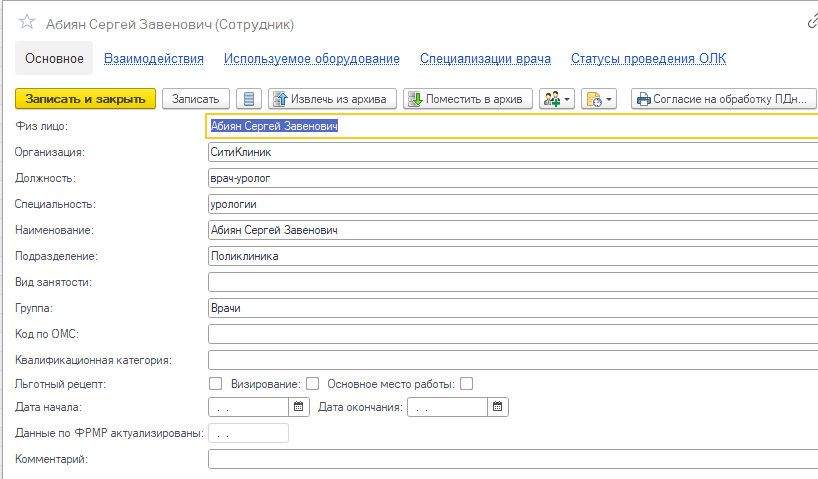 Абиян Сергей Завенович (Сотрудник)
Основное Взаимодействия Используемое оборудование Специализации врача Статусы проведения ОЛК
Записать и закрыть Записать Извлечь из архива Поместить в архив Согласие на обработку ПДн...
Физ лицо: Абиян Сергей Завенович
Организация: СитиКлиник
Должность: врач-уролог
Специальность: урологии
Наименование: Абиян Сергей Завенович
Подразделение: Поликлиника
Вид занятости:
Группа: Врачи
Код по ОМС:
Квалификационная категория:
Льготный рецепт: Визирование: Основное место работы:
Дата начала: . . Дата окончания: . .
Данные по ФРМР актуализированы: . .
Комментарий: